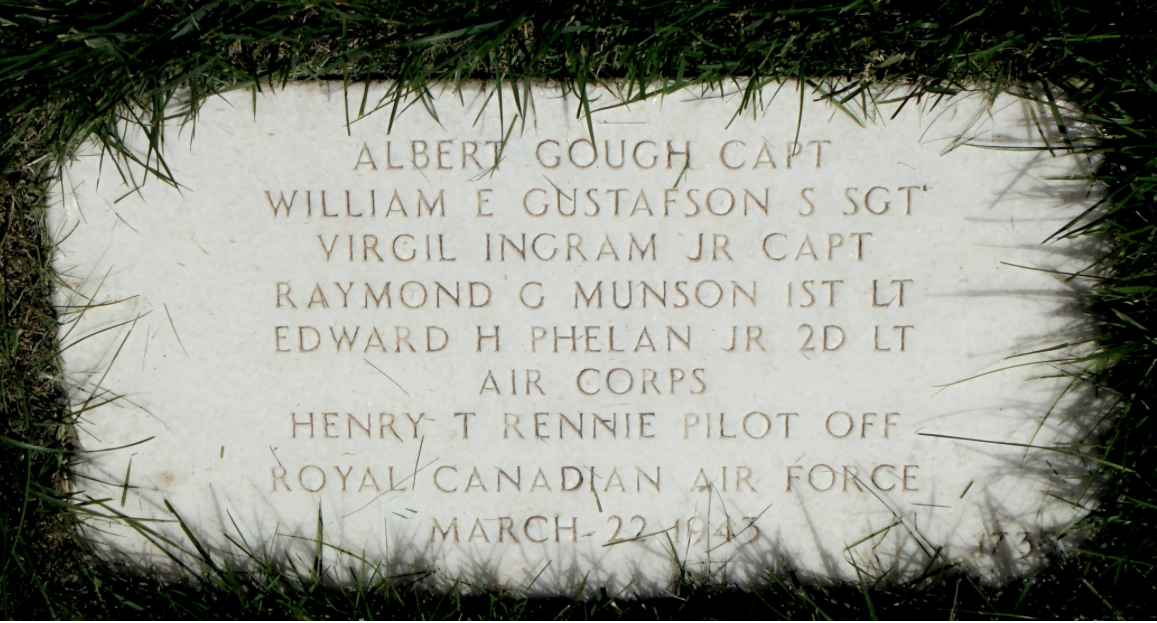 ALBERT GOUGH CAPT
WILLIAM E GUSTAFSON S SGT
VIRGIL INGRAM JR CAPT
RAYMOND G MUNSON 1ST LT
EDWARD H PHELAN JR 2D LT
AIR CORPS
HENRY T RENNIE PILOT OFF
ROYAL CANADIAN AIR FORCE
MARCH 22 1943